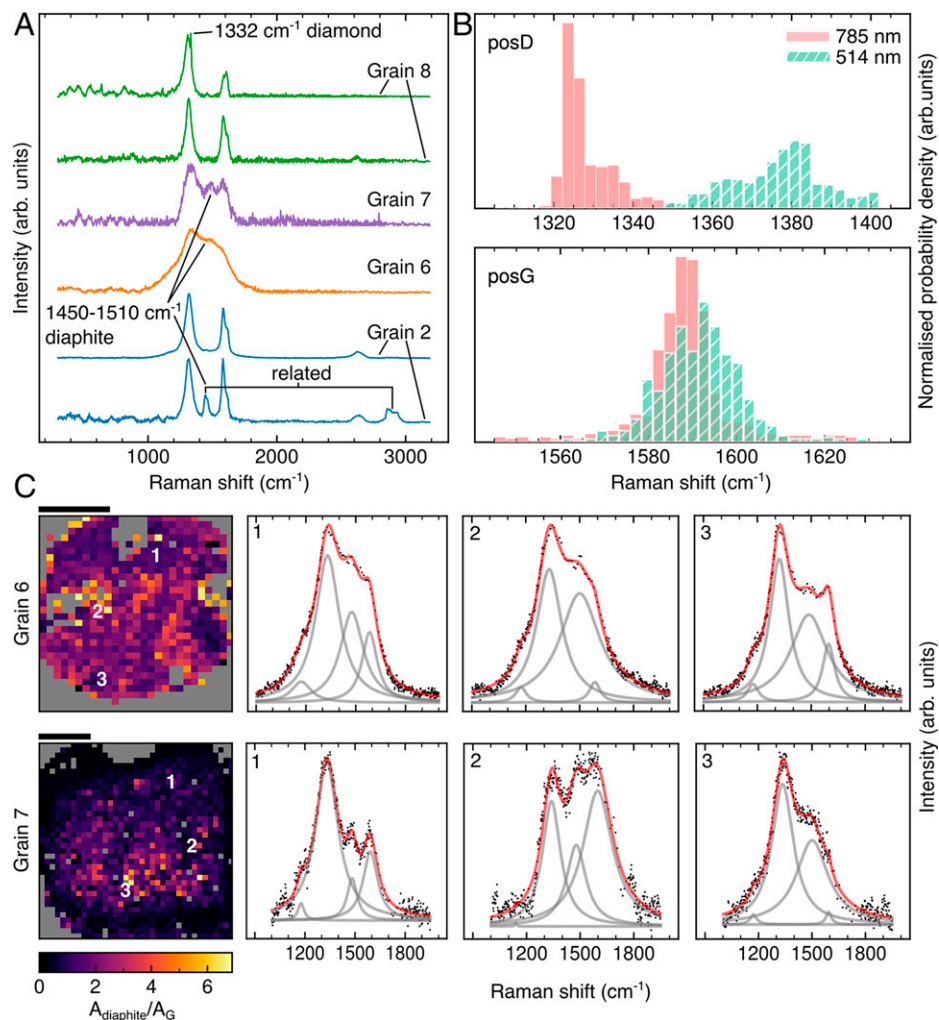 A
1332 cm⁻¹ diamond
Grain 8
Grain 7
Grain 6
1450-1510 cm⁻¹
diaphite
Grain 2
related
Intensity (arb. units)
1000 2000 3000
Raman shift (cm⁻¹)
B
posD
785 nm
514 nm
1320 1340 1360 1380 1400
posG
1560 1580 1600 1620
Raman shift (cm⁻¹)
Normalised probability density (arb.units)
C
Grain 6
1
2
3
1
2
3
Grain 7
1
2
3
1
2
3
1200 1500 1800
1200 1500 1800
1200 1500 1800
Intensity (arb. units)
Raman shift (cm⁻¹)
0 2 4 6
A_diaphite/A_G